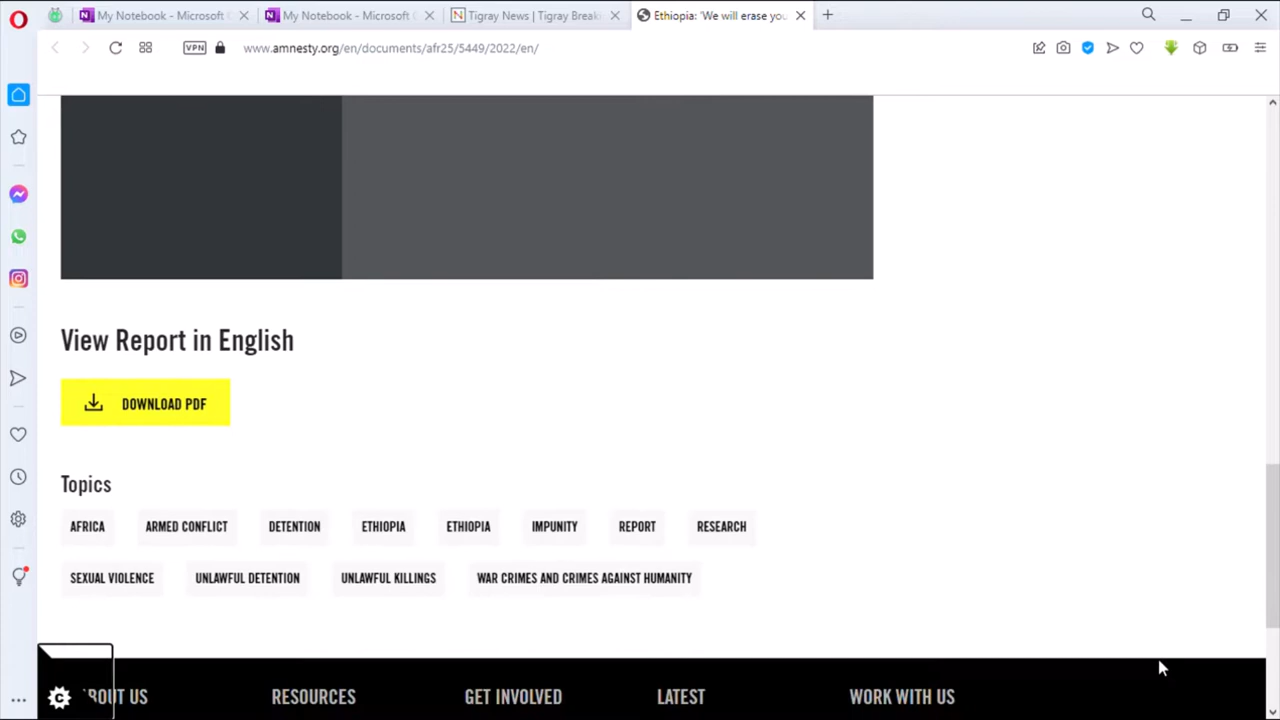 My Notebook - Microsoft O
My Notebook - Microsoft O
Tigray News | Tigray Break
Ethiopia: 'We will erase you
VPN
www.amnesty.org/en/documents/afr25/5449/2022/en/
View Report in English
DOWNLOAD PDF
Topics
AFRICA ARMED CONFLICT DETENTION ETHIOPIA ETHIOPIA IMPUNITY REPORT RESEARCH
SEXUAL VIOLENCE UNLAWFUL DETENTION UNLAWFUL KILLINGS WAR CRIMES AND CRIMES AGAINST HUMANITY
BOUT US RESOURCES GET INVOLVED LATEST WORK WITH US